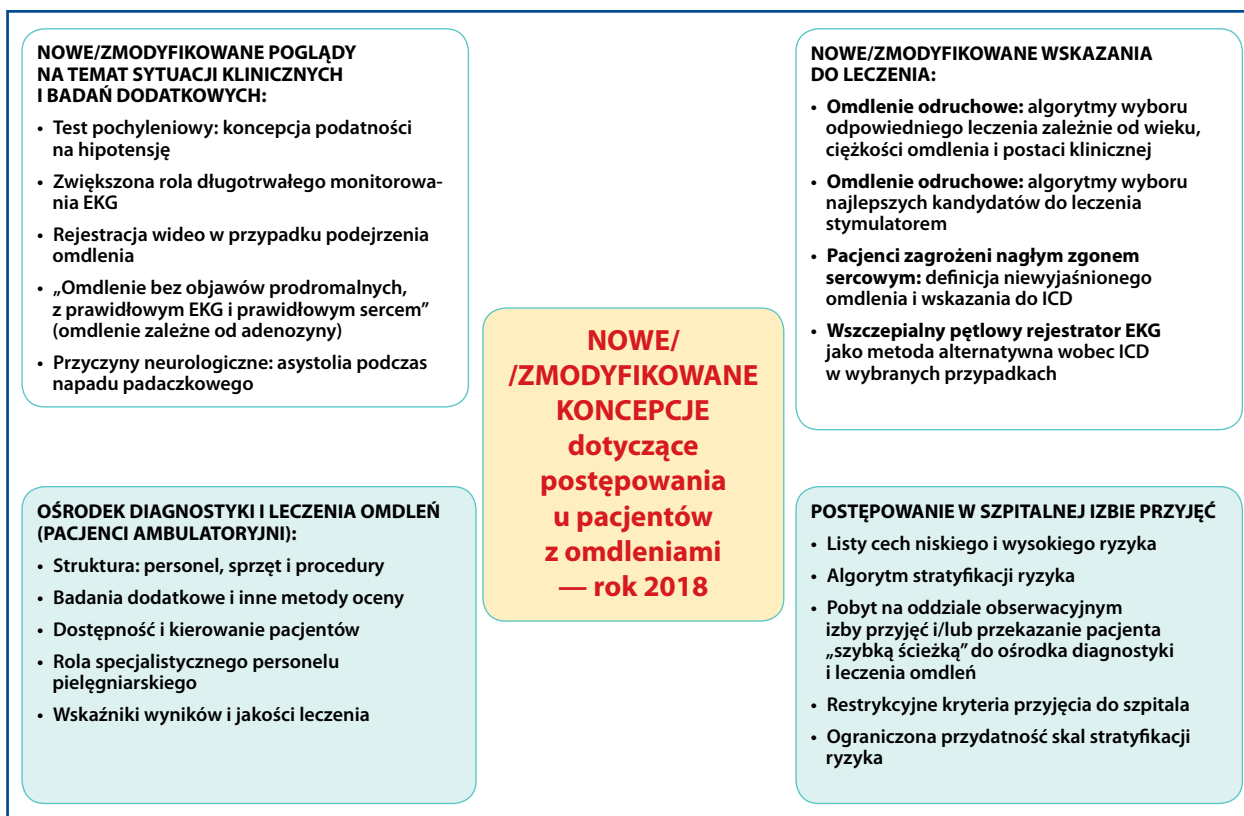 NOWE/ZMODYFIKOWANE POGLĄDY
NA TEMAT SYTUACJI KLINICZNYCH
I BADAŃ DODATKOWYCH:
• Test pochyleniowy: koncepcja podatności
na hipotensję
• Zwiększona rola długotrwałego monitorowa-
nia EKG
• Rejestracja wideo w przypadku podejrzenia
omdlenia
• „Omdlenie bez objawów prodromalnych,
z prawidłowym EKG i prawidłowym sercem”
(omdlenie zależne od adenozyny)
• Przyczyny neurologiczne: asystolia podczas
napadu padaczkowego
NOWE/ZMODYFIKOWANE WSKAZANIA
DO LECZENIA:
• Omdlenie odruchowe: algorytmy wyboru
odpowiedniego leczenia zależnie od wieku,
ciężkości omdlenia i postaci klinicznej
• Omdlenie odruchowe: algorytmy wyboru
najlepszych kandydatów do leczenia
stymulatorem
• Pacjenci zagrożeni nagłym zgonem
sercowym: definicja niewyjaśnionego
omdlenia i wskazania do ICD
• Wszczepialny pętlowy rejestrator EKG
jako metoda alternatywna wobec ICD
w wybranych przypadkach
NOWE/
/ZMODYFIKOWANE
KONCEPCJE
dotyczące
postępowania
u pacjentów
z omdleniami
— rok 2018
OŚRODEK DIAGNOSTYKI I LECZENIA OMDLEŃ
(PACJENCI AMBULATORYJNI):
• Struktura: personel, sprzęt i procedury
• Badania dodatkowe i inne metody oceny
• Dostępność i kierowanie pacjentów
• Rola specjalistycznego personelu
pielęgniarskiego
• Wskaźniki wyników i jakości leczenia
POSTĘPOWANIE W SZPITALNEJ IZBIE PRZYJĘĆ
• Listy cech niskiego i wysokiego ryzyka
• Algorytm stratyfikacji ryzyka
• Pobyt na oddziale obserwacyjnym
izby przyjęć i/lub przekazanie pacjenta
„szybką ścieżką” do ośrodka diagnostyki
i leczenia omdleń
• Restrykcyjne kryteria przyjęcia do szpitala
• Ograniczona przydatność skal stratyfikacji
ryzyka